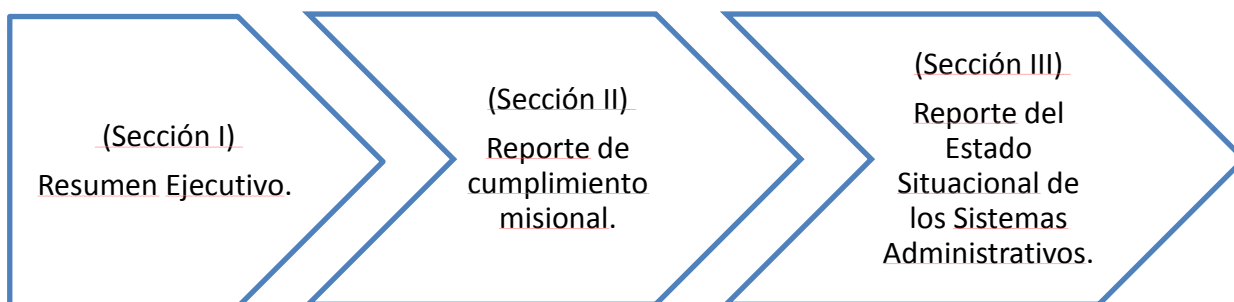 (Sección I)
Resumen Ejecutivo.
(Sección II)
Reporte de
cumplimiento
misional.
(Sección III)
Reporte del
Estado
Situacional de
los Sistemas
Administrativos.